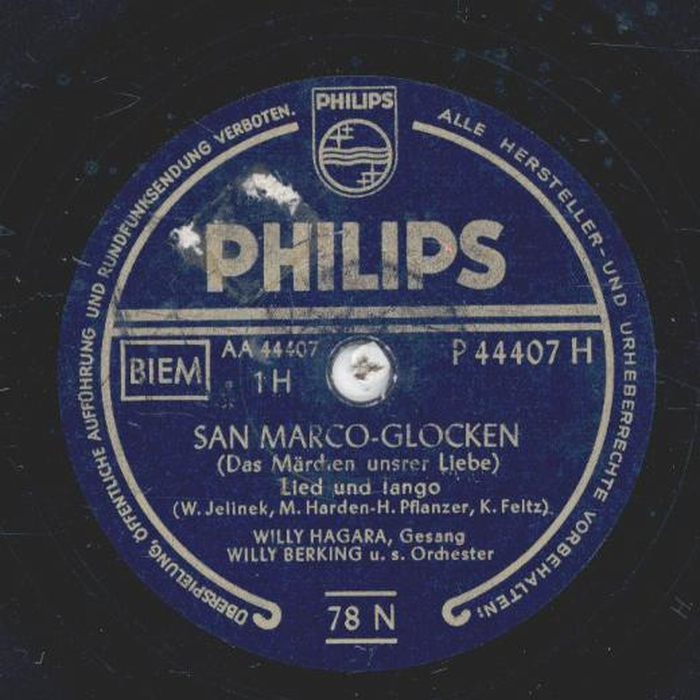 PHILIPS
ALLE HERSTELLER-UND URHEBERRECHTE VORBEHALTEN!
ÜBERSPIELUNG, ÖFFENTLICHE AUFFÜHRUNG UND RUNDFUNKSENDUNG VERBOTEN.
PHILIPS
BIEM
AA 44407
1 H
P 44407 H
SAN MARCO-GLOCKEN
(Das Märchen unsrer Liebe)
Lied und Tango
(W. Jelinek, M. Harden-H. Pflanzer, K. Feltz)
WILLY HAGARA, Gesang
WILLY BERKING u. s. Orchester
78 N